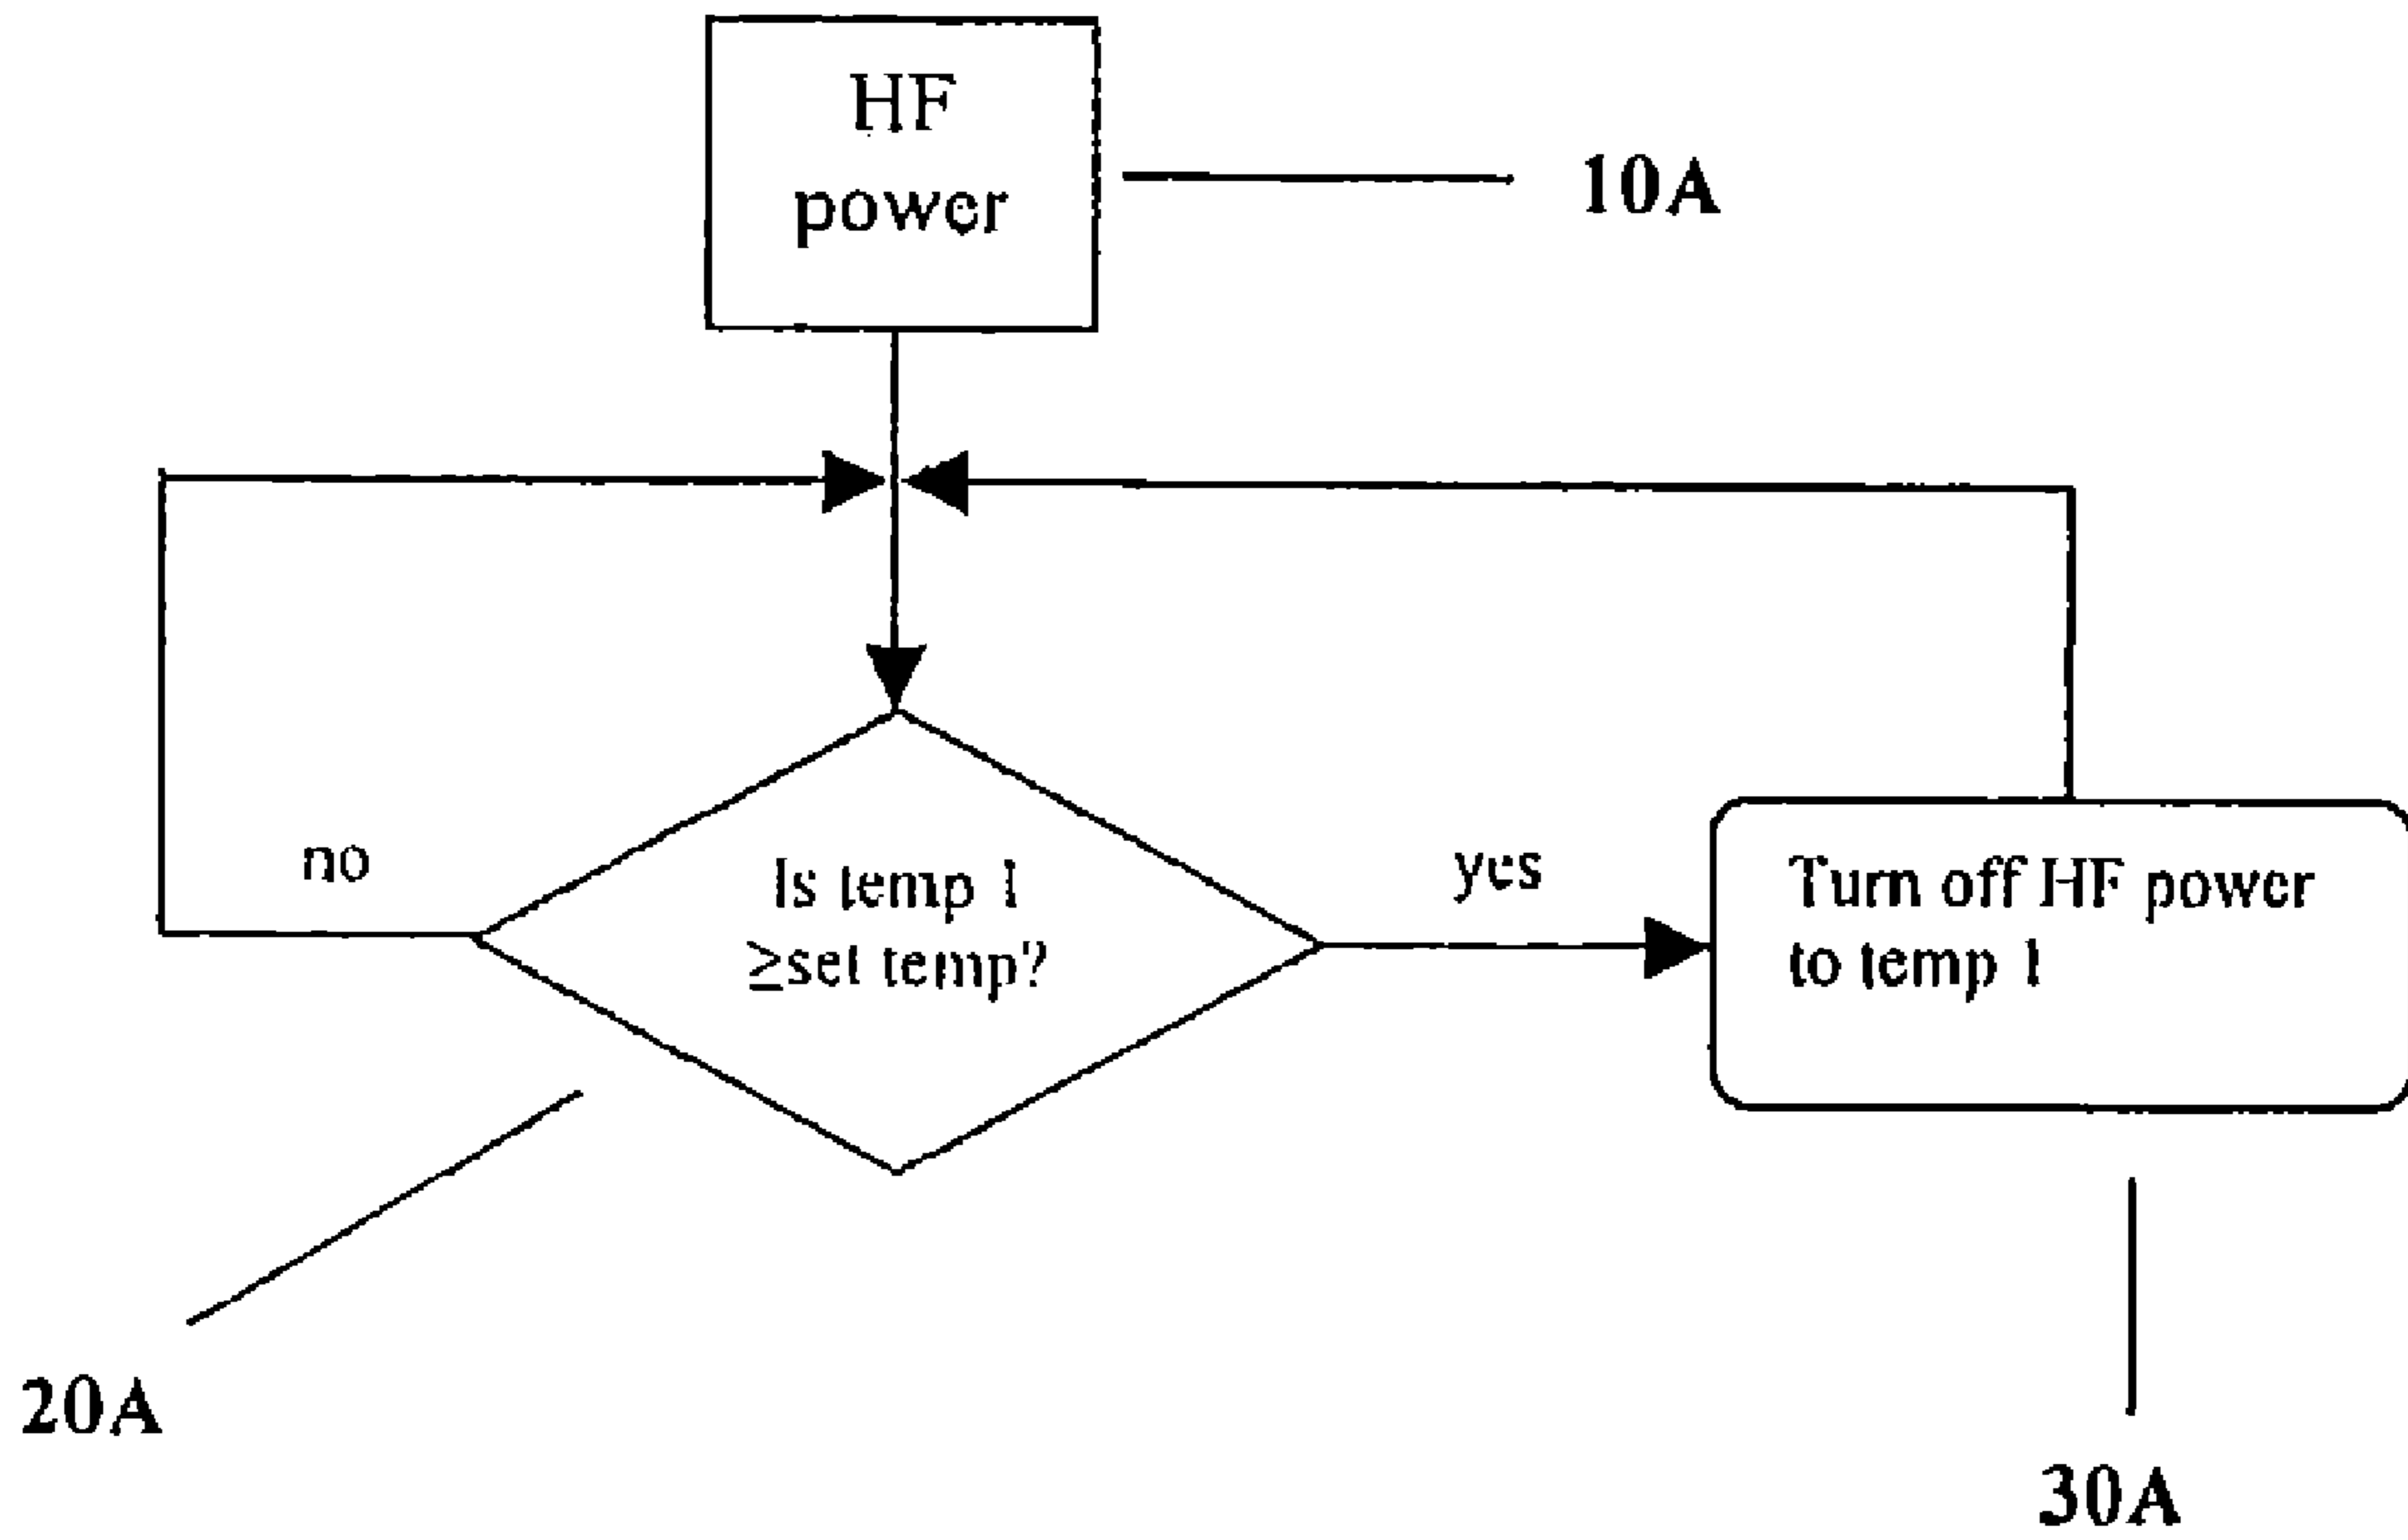 HF
power
10A
no
Is temp 1
≥set temp?
yes
Turn off HF power
to temp 1
20A
30A